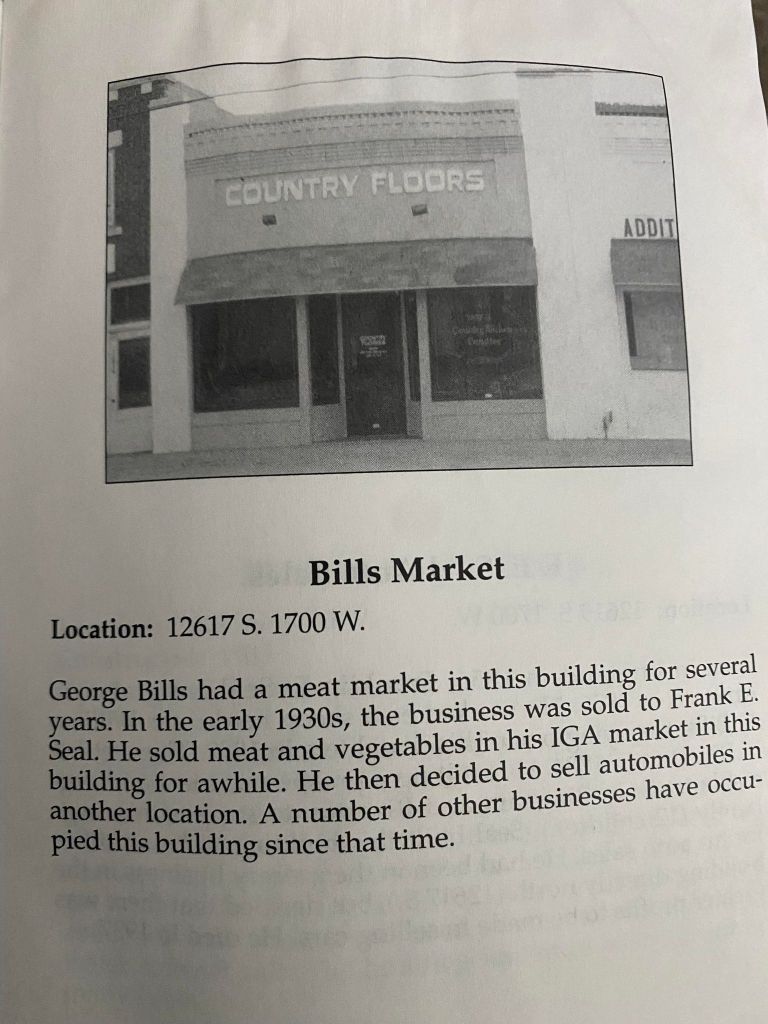 COUNTRY FLOORS
ADDIT
Bills Market
Location: 12617 S. 1700 W.
George Bills had a meat market in this building for several
years. In the early 1930s, the business was sold to Frank E.
Seal. He sold meat and vegetables in his IGA market in this
building for awhile. He then decided to sell automobiles in
another location. A number of other businesses have occu-
pied this building since that time.